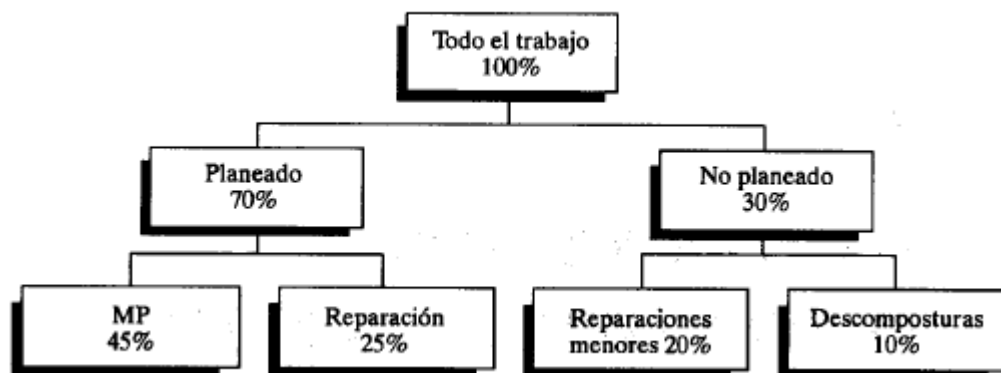 Todo el trabajo
100%
Planeado
70%
No planeado
30%
MP
45%
Reparación
25%
Reparaciones
menores 20%
Descomposturas
10%